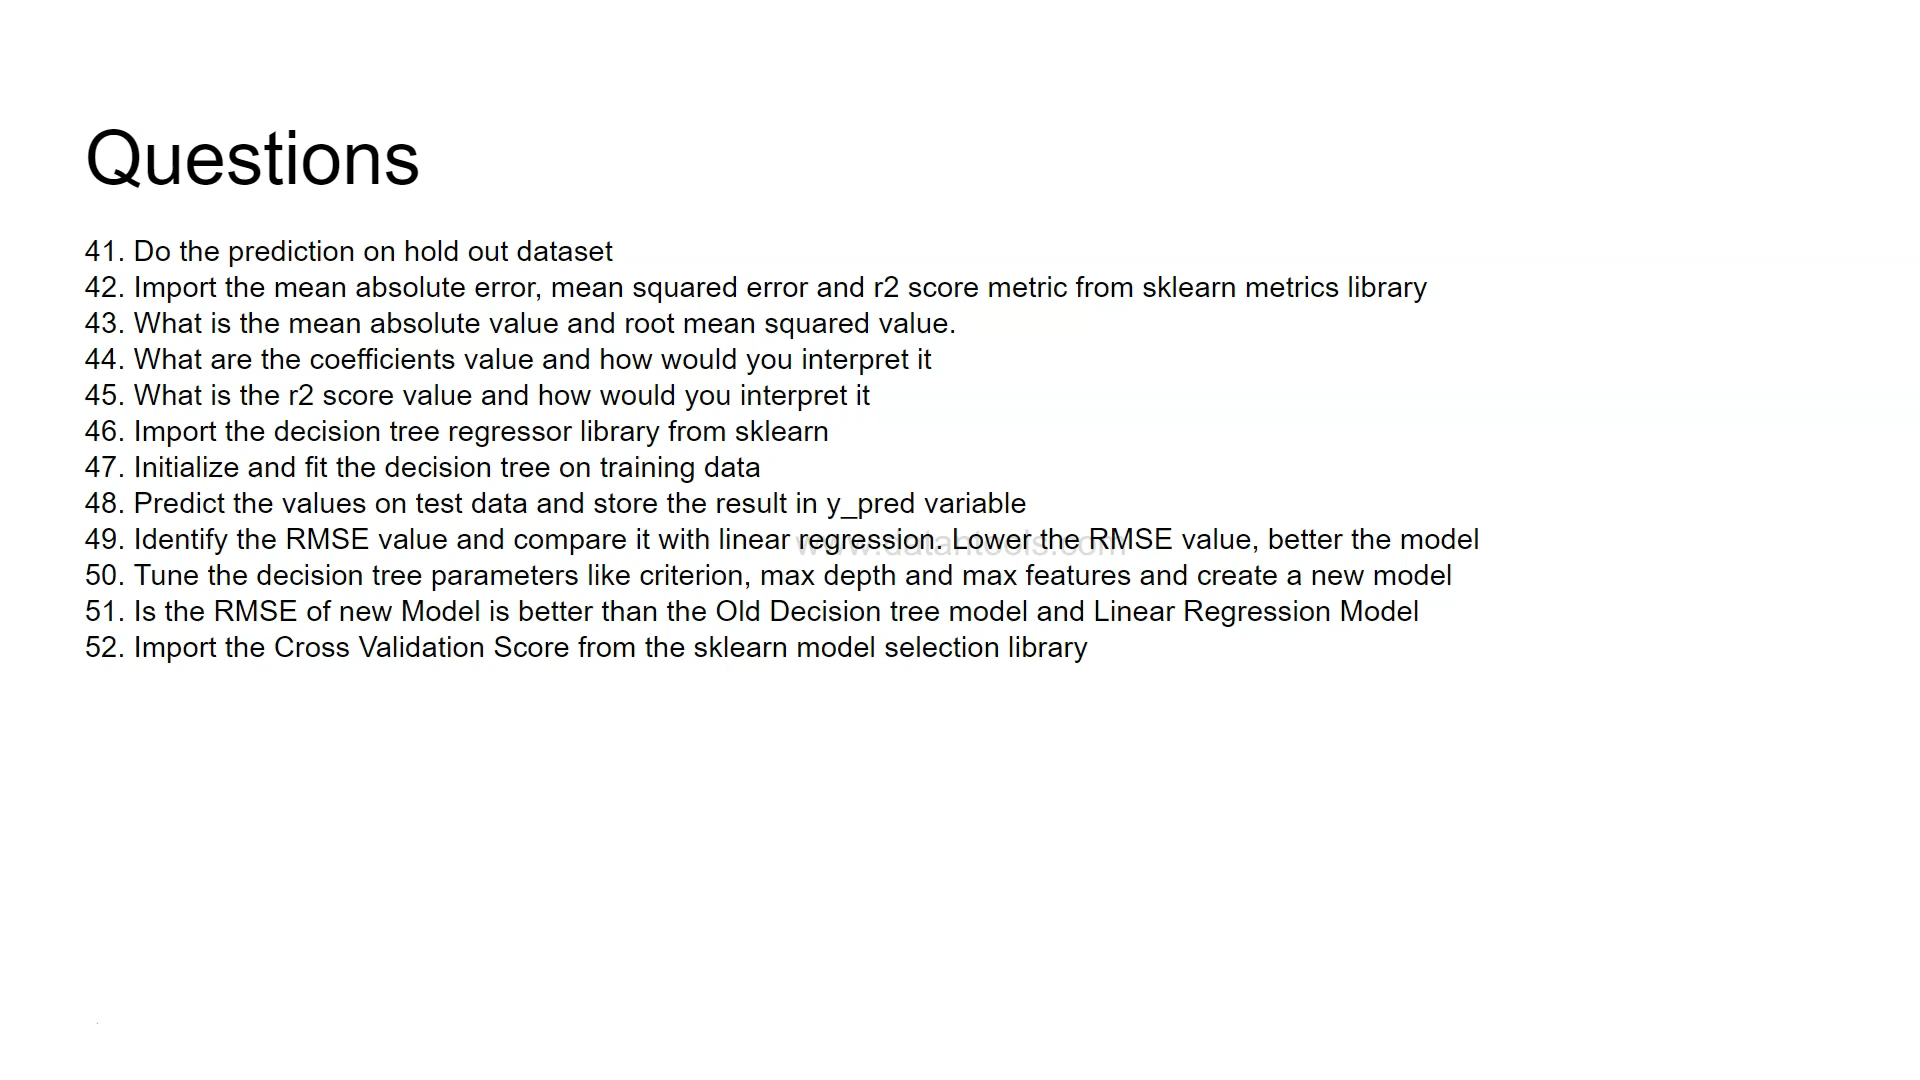 Questions
41. Do the prediction on hold out dataset
42. Import the mean absolute error, mean squared error and r2 score metric from sklearn metrics library
43. What is the mean absolute value and root mean squared value.
44. What are the coefficients value and how would you interpret it
45. What is the r2 score value and how would you interpret it
46. Import the decision tree regressor library from sklearn
47. Initialize and fit the decision tree on training data
48. Predict the values on test data and store the result in y_pred variable
49. Identify the RMSE value and compare it with linear regression. Lower the RMSE value, better the model
50. Tune the decision tree parameters like criterion, max depth and max features and create a new model
51. Is the RMSE of new Model is better than the Old Decision tree model and Linear Regression Model
52. Import the Cross Validation Score from the sklearn model selection library